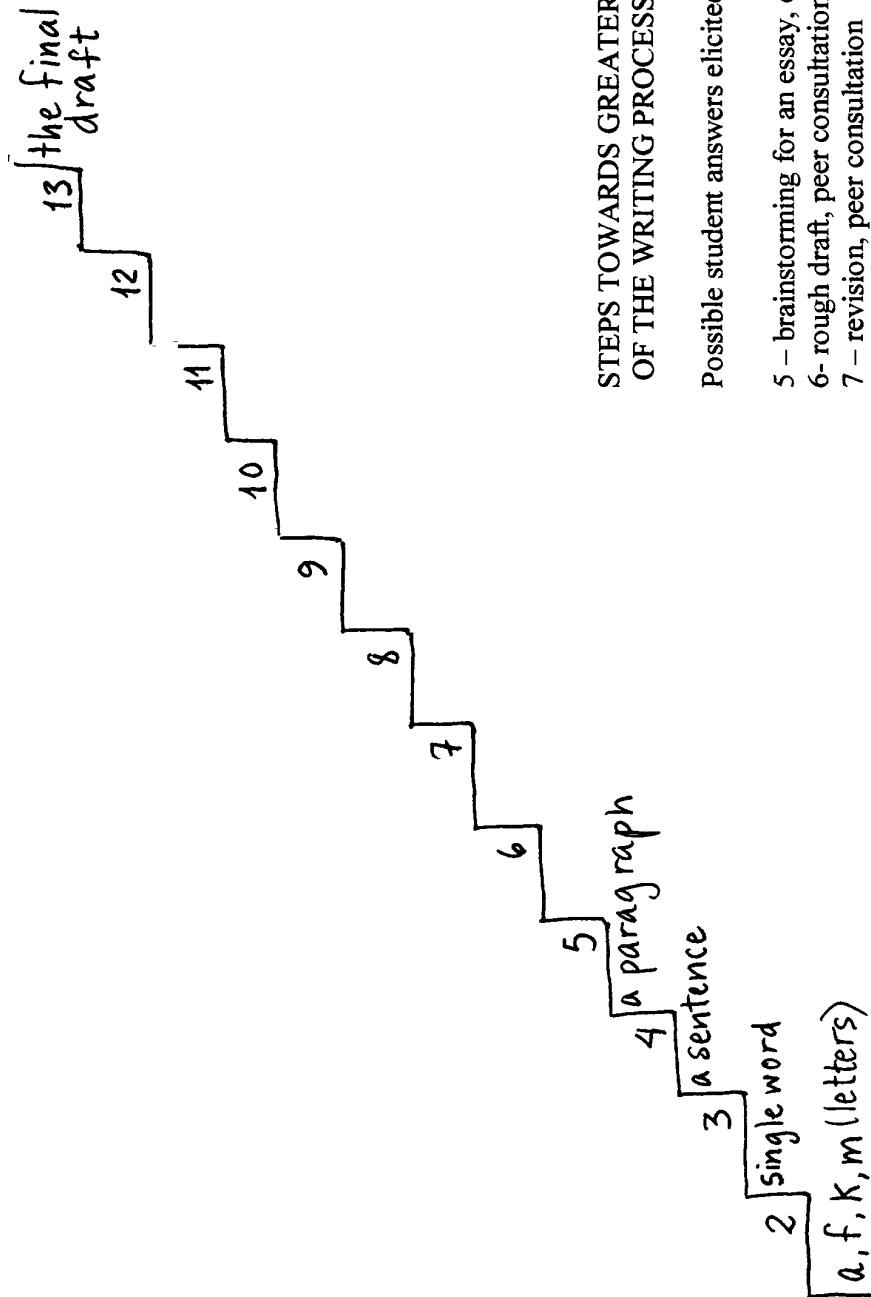 13 the final
draft
12
11
10
9
8
7
6
5 a paragraph
4 a sentence
3 single word
2 a, f, K, m (letters)
STEPS TOWARDS GREATER
OF THE WRITING PROCESS
Possible student answers elicited
5 – brainstorming for an essay,
6- rough draft, peer consultation
7 – revision, peer consultation